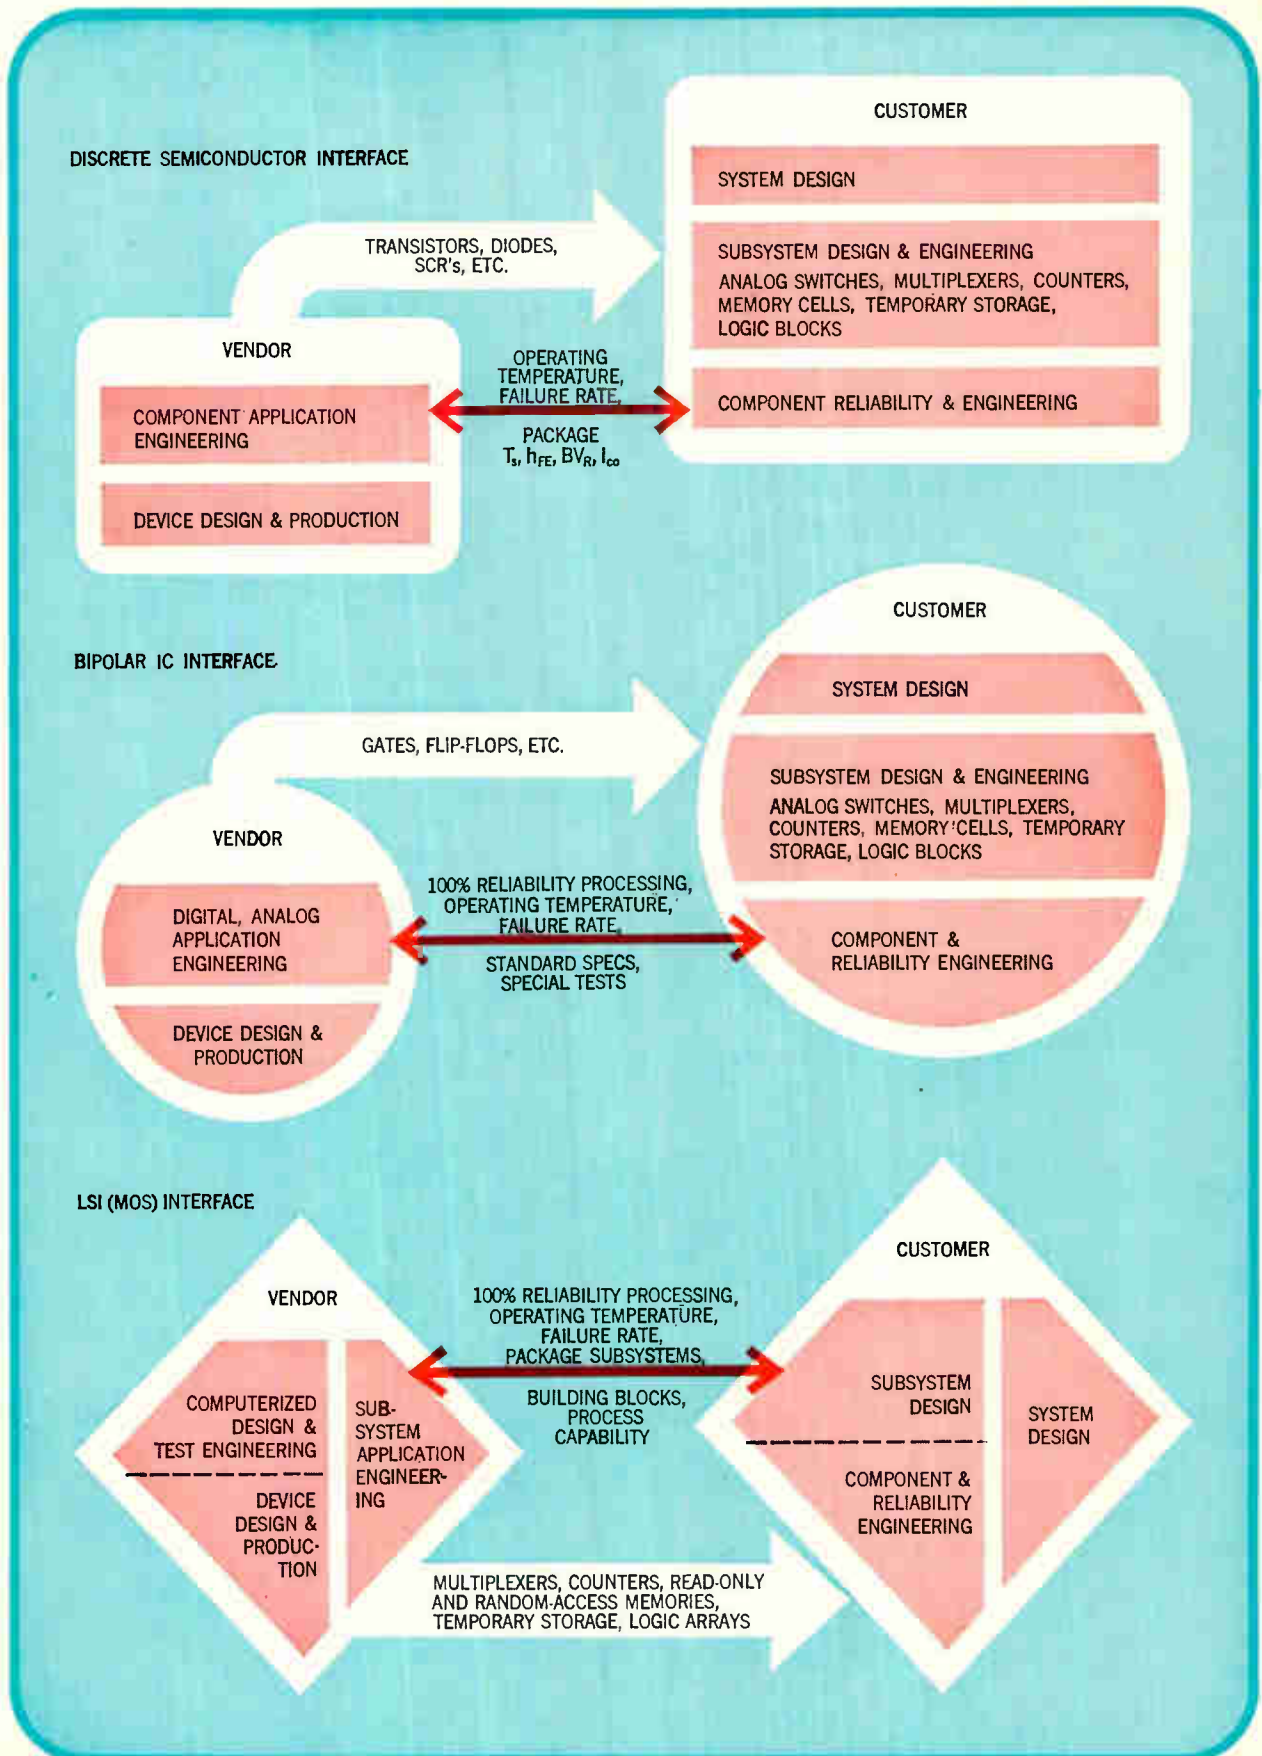 DISCRETE SEMICONDUCTOR INTERFACE
CUSTOMER
SYSTEM DESIGN
SUBSYSTEM DESIGN & ENGINEERING
ANALOG SWITCHES, MULTIPLEXERS, COUNTERS,
MEMORY CELLS, TEMPORARY STORAGE,
LOGIC BLOCKS
COMPONENT RELIABILITY & ENGINEERING
TRANSISTORS, DIODES,
SCR's, ETC.
VENDOR
COMPONENT APPLICATION
ENGINEERING
DEVICE DESIGN & PRODUCTION
OPERATING
TEMPERATURE,
FAILURE RATE,
PACKAGE
Ts, hFE, BVR, Ico
BIPOLAR IC INTERFACE
CUSTOMER
SYSTEM DESIGN
SUBSYSTEM DESIGN & ENGINEERING
ANALOG SWITCHES, MULTIPLEXERS,
COUNTERS, MEMORY CELLS, TEMPORARY
STORAGE, LOGIC BLOCKS
COMPONENT &
RELIABILITY ENGINEERING
GATES, FLIP-FLOPS, ETC.
VENDOR
DIGITAL, ANALOG
APPLICATION
ENGINEERING
DEVICE DESIGN &
PRODUCTION
100% RELIABILITY PROCESSING,
OPERATING TEMPERATURE,
FAILURE RATE,
STANDARD SPECS,
SPECIAL TESTS
LSI (MOS) INTERFACE
VENDOR
COMPUTERIZED
DESIGN &
TEST ENGINEERING
DEVICE
DESIGN &
PRODUC-
TION
SUB-
SYSTEM
APPLICATION
ENGINEER-
ING
100% RELIABILITY PROCESSING,
OPERATING TEMPERATURE,
FAILURE RATE,
PACKAGE SUBSYSTEMS,
BUILDING BLOCKS,
PROCESS
CAPABILITY
CUSTOMER
SUBSYSTEM
DESIGN
COMPONENT &
RELIABILITY
ENGINEERING
SYSTEM
DESIGN
MULTIPLEXERS, COUNTERS, READ-ONLY
AND RANDOM-ACCESS MEMORIES,
TEMPORARY STORAGE, LOGIC ARRAYS